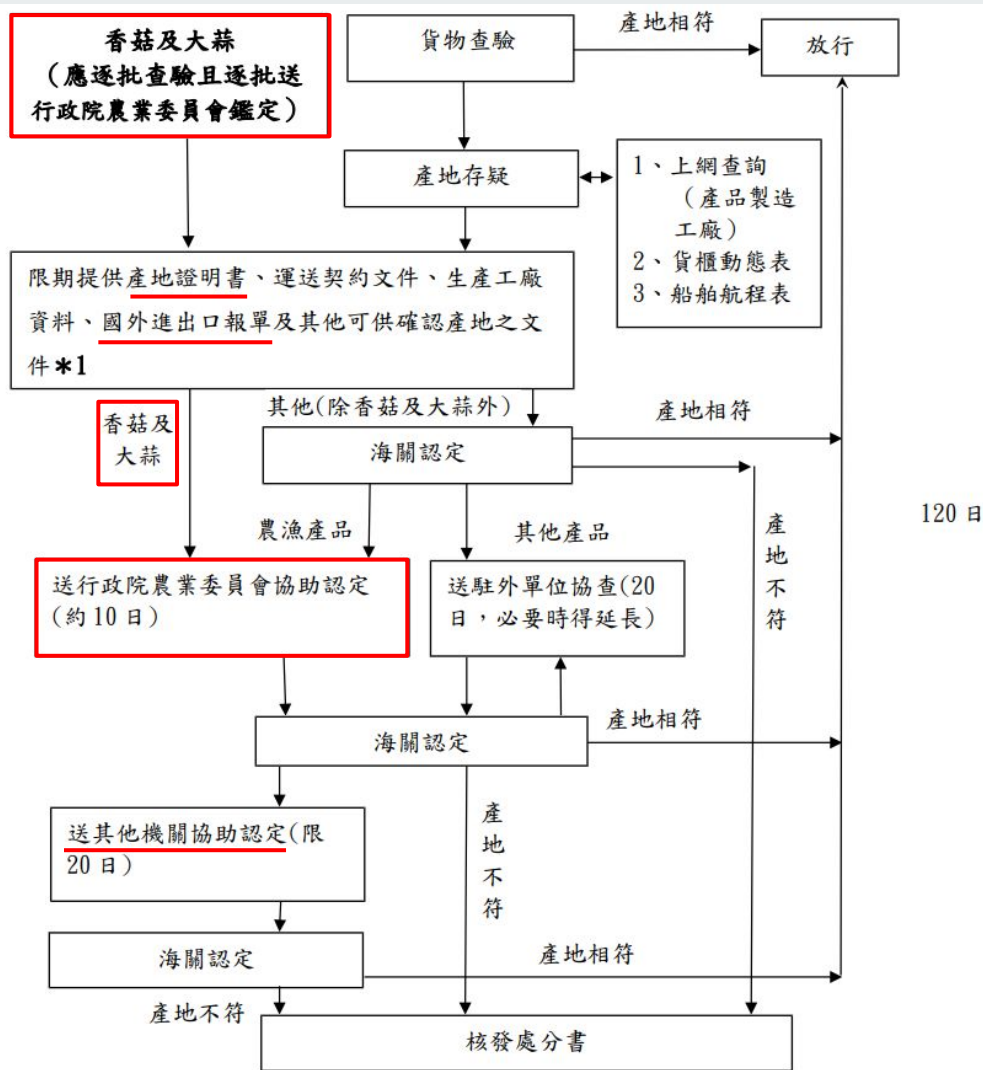 香菇及大蒜
（應逐批查驗且逐批送
行政院農業委員會鑑定）
貨物查驗
產地相符
放行
產地存疑
1、上網查詢
（產品製造
工廠）
2、貨櫃動態表
3、船舶航程表
限期提供產地證明書、運送契約文件、生產工廠
資料、國外進出口報單及其他可供確認產地之文
件＊1
香菇及
大蒜
其他(除香菇及大蒜外)
產地相符
海關認定
120 日
農漁產品
其他產品
產地不符
送行政院農業委員會協助認定
(約 10 日)
送駐外單位協查(20
日，必要時得延長)
海關認定
產地相符
產地不符
送其他機關協助認定(限
20 日)
海關認定
產地相符
產地不符
核發處分書